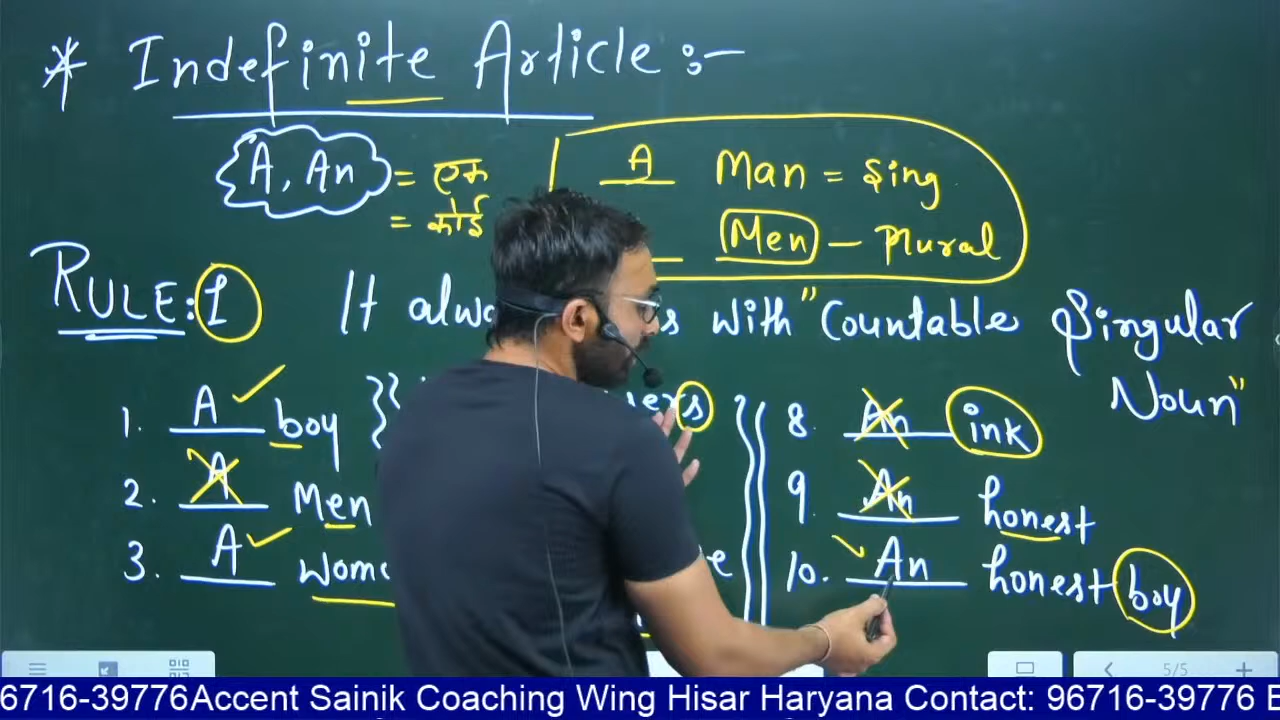 * Indefinite Article :-
A, An = एक
= कोई
A Man = Sing
Men - Plural
RULE: 1 It with "Countable Singular Noun"
1. A boy
2. A Men
3. A
8. An ink
9. An honest
10. An honest boy
5/5
6716-39776Accent Sainik Coaching Wing Hisar Haryana Contact: 96716-39776 E